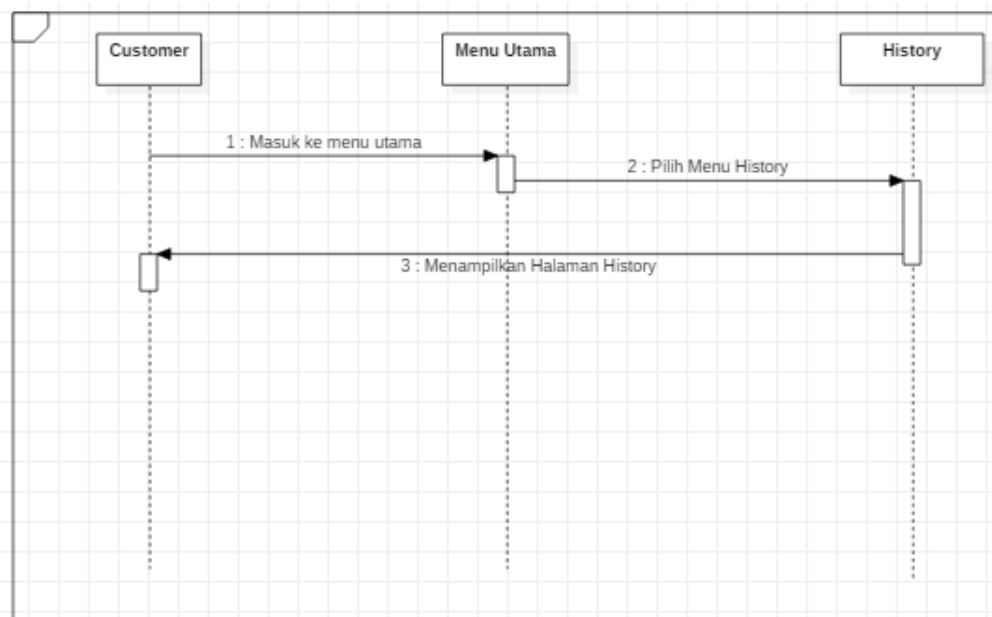 Customer
Menu Utama
History
1 : Masuk ke menu utama
2 : Pilih Menu History
3 : Menampilkan Halaman History